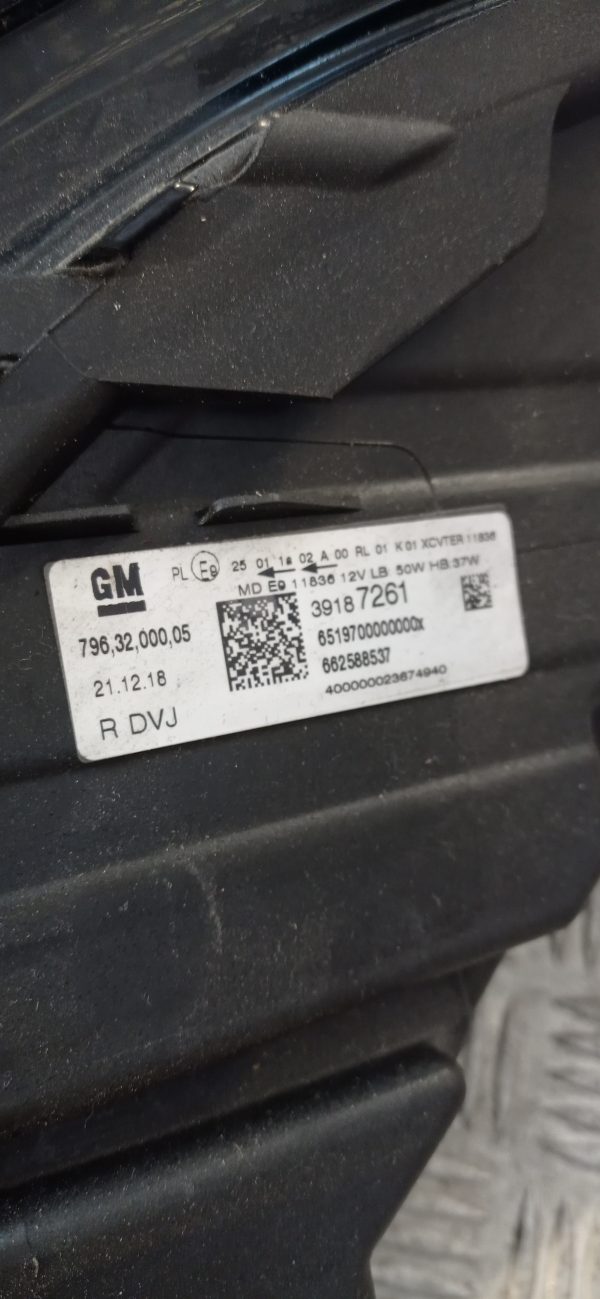 GM
PL E9 25 01 1a 02 A 00 RL 01 K 01 XCVTER 11836
MD E9 11836 12V LB 50W HB 37W
796,32,000,05
39187261
6519700000000x
21.12.18
662588537
R DVJ
400000023674940